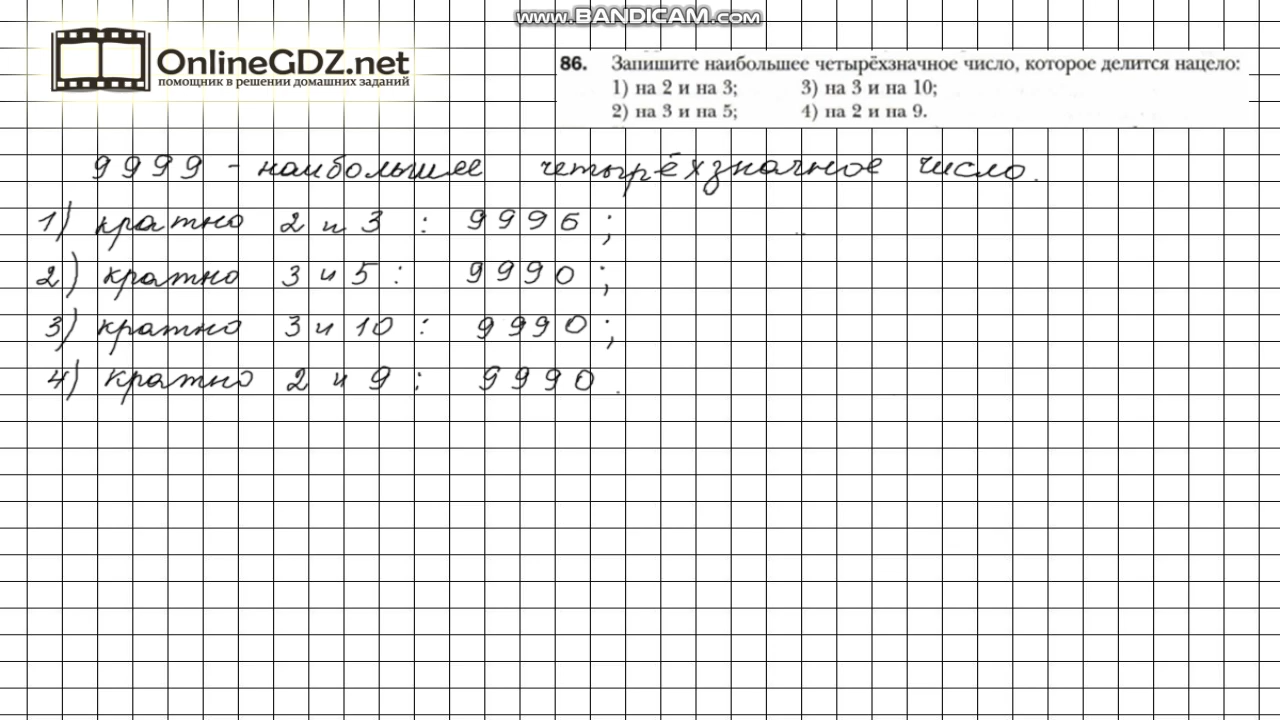 www.BANDICAM.com
OnlineGDZ.net
помощник в решении домашних заданий
86. Запишите наибольшее четырёхзначное число, которое делится нацело:
1) на 2 и на 3; 3) на 3 и на 10;
2) на 3 и на 5; 4) на 2 и на 9.
9999 - наибольшее четырёхзначное число.
1) кратно 2 и 3 : 9996 ;
2) кратно 3 и 5 : 9990 ;
3) кратно 3 и 10 : 9990 ;
4) кратно 2 и 9 : 9990 .